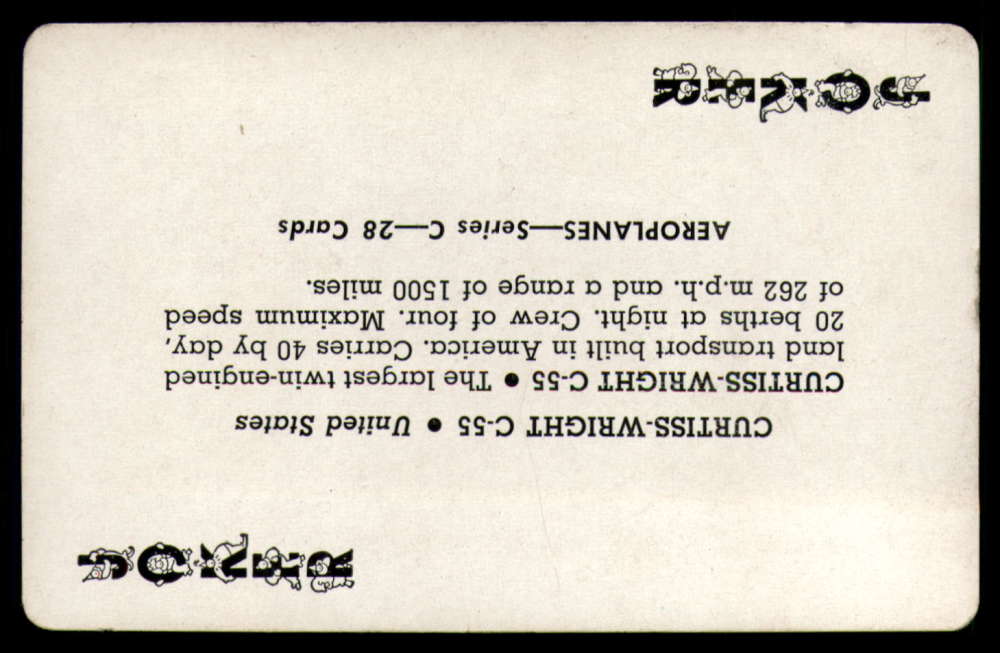 JOKER
CURTISS-WRIGHT C-55 ● United States
CURTISS-WRIGHT C-55 ● The largest twin-engined
land transport built in America. Carries 40 by day,
20 berths at night. Crew of four. Maximum speed
of 262 m.p.h. and a range of 1500 miles.
AEROPLANES—Series C—28 Cards
JOKER